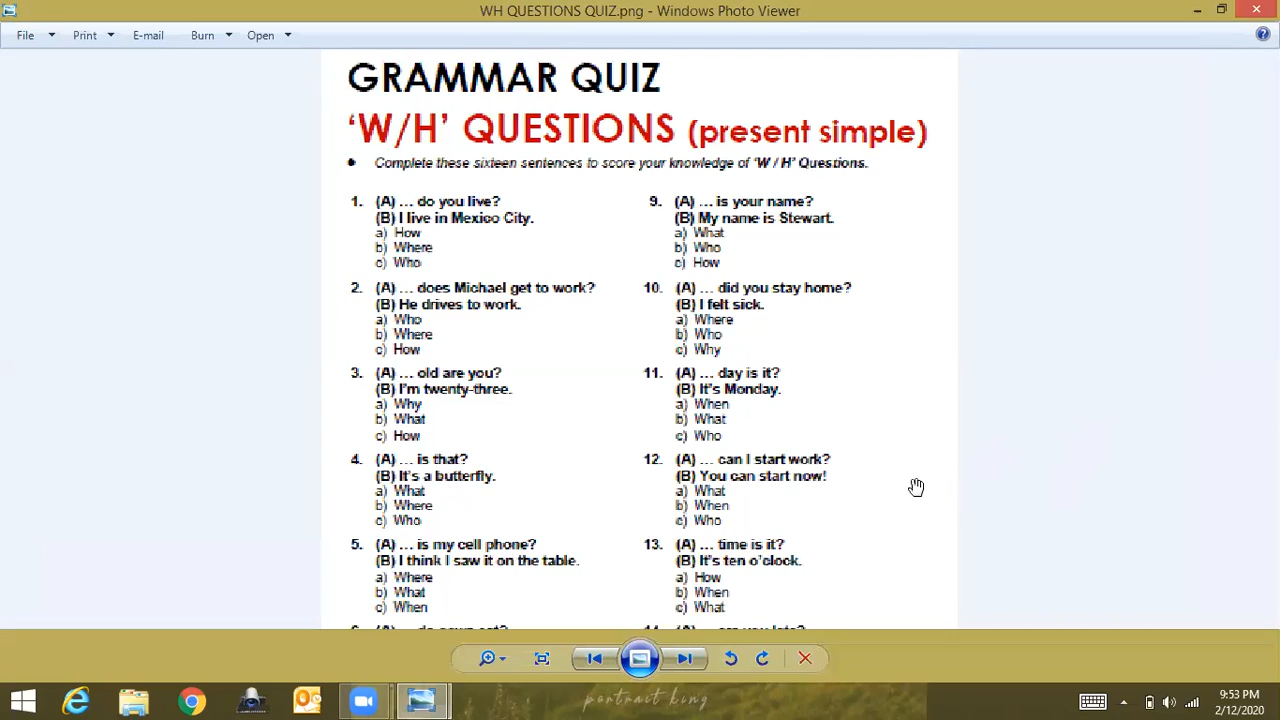 WH QUESTIONS QUIZ.png - Windows Photo Viewer
File Print E-mail Burn Open
GRAMMAR QUIZ
‘W/H’ QUESTIONS (present simple)
• Complete these sixteen sentences to score your knowledge of ‘W / H’ Questions.
1. (A) … do you live?
(B) I live in Mexico City.
a) How
b) Where
c) Who
2. (A) … does Michael get to work?
(B) He drives to work.
a) Who
b) Where
c) How
3. (A) … old are you?
(B) I’m twenty-three.
a) Why
b) What
c) How
4. (A) … is that?
(B) It’s a butterfly.
a) What
b) Where
c) Who
5. (A) … is my cell phone?
(B) I think I saw it on the table.
a) Where
b) What
c) When
9. (A) … is your name?
(B) My name is Stewart.
a) What
b) Who
c) How
10. (A) … did you stay home?
(B) I felt sick.
a) Where
b) Who
c) Why
11. (A) … day is it?
(B) It’s Monday.
a) When
b) What
c) Who
12. (A) … can I start work?
(B) You can start now!
a) What
b) When
c) Who
13. (A) … time is it?
(B) It’s ten o’clock.
a) How
b) When
c) What
portrait king
9:53 PM
2/12/2020